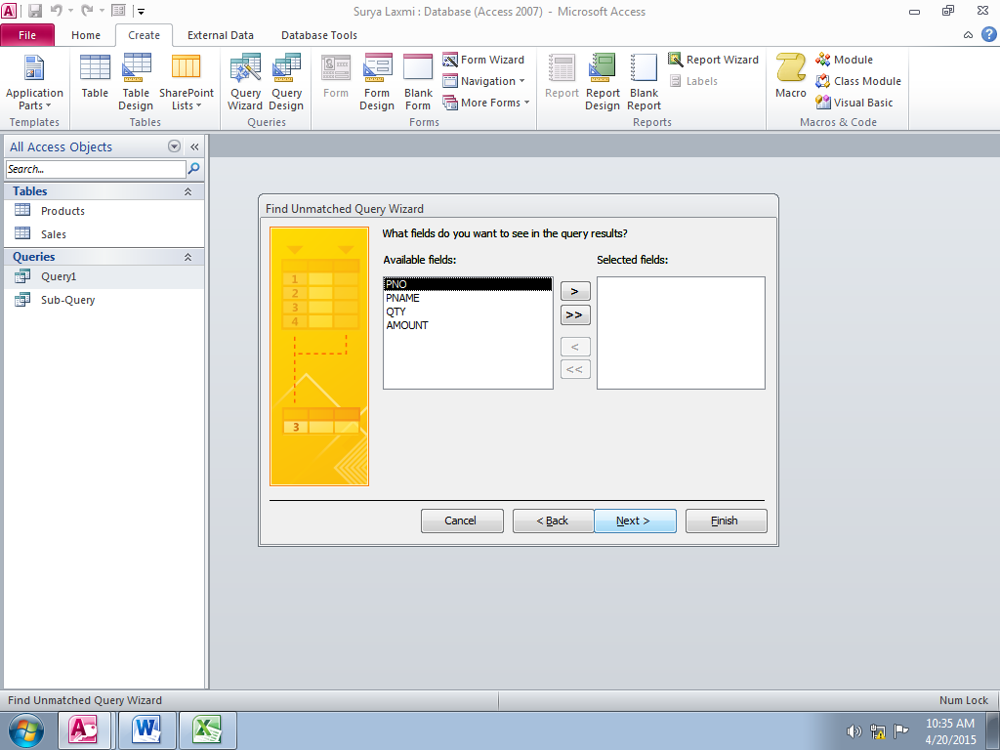 Surya Laxmi : Database (Access 2007) - Microsoft Access
File Home Create External Data Database Tools
Application Parts
Table
Table Design
SharePoint Lists
Query Wizard
Query Design
Form
Form Design
Blank Form
Form Wizard
Navigation
More Forms
Report
Report Design
Blank Report
Report Wizard
Labels
Macro
Module
Class Module
Visual Basic
Templates Tables Queries Forms Reports Macros & Code
All Access Objects
Search...
Tables
Products
Sales
Queries
Query1
Sub-Query
Find Unmatched Query Wizard
What fields do you want to see in the query results?
Available fields: Selected fields:
PNO
PNAME
QTY
AMOUNT
>
>>
<
<<
1
2
3
4
3
Cancel < Back Next > Finish
Find Unmatched Query Wizard Num Lock
10:35 AM
4/20/2015